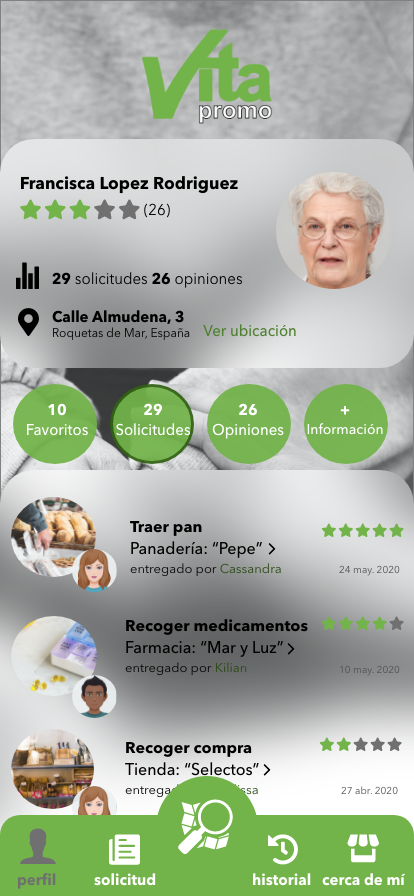 Vita
promo
Francisca Lopez Rodriguez
(26)
29 solicitudes 26 opiniones
Calle Almudena, 3
Roquetas de Mar, España Ver ubicación
10
Favoritos
29
Solicitudes
26
Opiniones
+
Información
Traer pan
Panadería: “Pepe” >
entregado por Cassandra
24 may. 2020
Recoger medicamentos
Farmacia: “Mar y Luz” >
entregado por Kilian
10 may. 2020
Recoger compra
Tienda: “Selectos” >
27 abr. 2020
perfil
solicitud
historial
cerca de mí